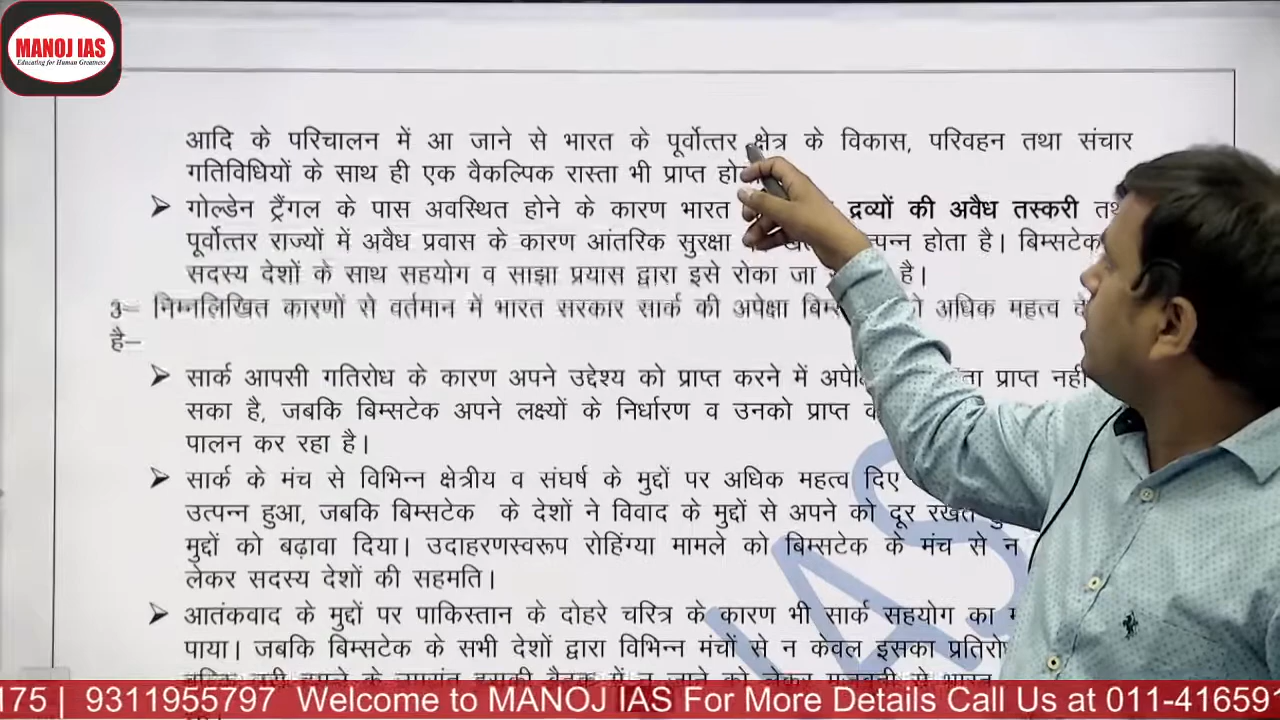 MANOJ IAS
Educating for Human Greatness
आदि के परिचालन में आ जाने से भारत के पूर्वोत्तर क्षेत्र के विकास, परिवहन तथा संचार
गतिविधियों के साथ ही एक वैकल्पिक रास्ता भी प्राप्त
गोल्डेन ट्रैंगल के पास अवस्थित होने के कारण भारत द्रव्यों की अवैध तस्करी
पूर्वोत्तर राज्यों में अवैध प्रवास के कारण आंतरिक सुरक्षा होता है। बिम्सटेक
सदस्य देशों के साथ सहयोग व साझा प्रयास द्वारा इसे रोका जा है।
3– निम्नलिखित कारणों से वर्तमान में भारत सरकार सार्क की अपेक्षा अधिक महत्व
है–
सार्क आपसी गतिरोध के कारण अपने उद्देश्य को प्राप्त करने में प्राप्त नही
सका है, जबकि बिम्सटेक अपने लक्ष्यों के निर्धारण व उनको प्राप्त
पालन कर रहा है।
सार्क के मंच से विभिन्न क्षेत्रीय व संघर्ष के मुद्दों पर अधिक महत्व दिए
उत्पन्न हुआ, जबकि बिम्सटेक के देशों ने विवाद के मुद्दों से अपने को दूर रखते
मुद्दों को बढ़ावा दिया। उदाहरणस्वरूप रोहिंग्या मामले को बिम्सटेक के मंच से न
लेकर सदस्य देशों की सहमति।
आतंकवाद के मुद्दों पर पाकिस्तान के दोहरे चरित्र के कारण भी सार्क सहयोग का
पाया। जबकि बिम्सटेक के सभी देशों द्वारा विभिन्न मंचों से न केवल इसका
IAS
175 | 9311955797 Welcome to MANOJ IAS For More Details Call Us at 011-41659